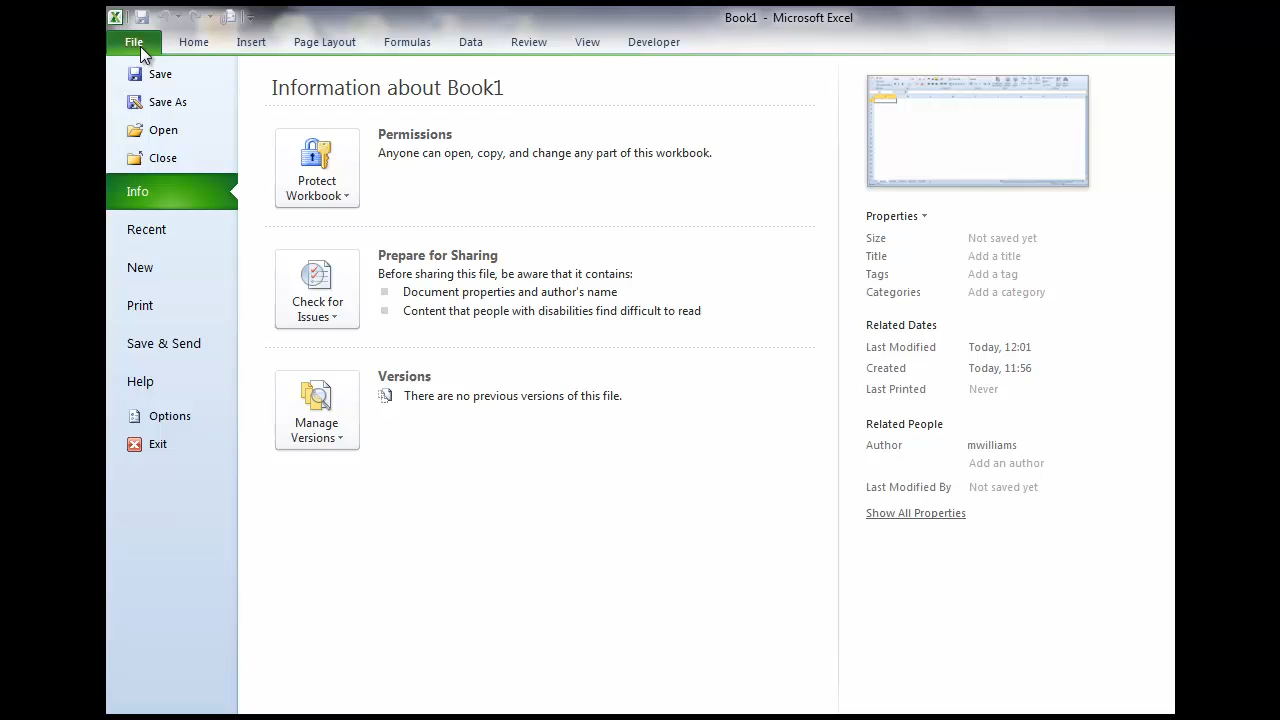 Book1 - Microsoft Excel
File Home Insert Page Layout Formulas Data Review View Developer
Save
Save As
Open
Close
Info
Recent
New
Print
Save & Send
Help
Options
Exit
Information about Book1
Protect
Workbook
Permissions
Anyone can open, copy, and change any part of this workbook.
Check for
Issues
Prepare for Sharing
Before sharing this file, be aware that it contains:
Document properties and author's name
Content that people with disabilities find difficult to read
Manage
Versions
Versions
There are no previous versions of this file.
Properties
Size Not saved yet
Title Add a title
Tags Add a tag
Categories Add a category
Related Dates
Last Modified Today, 12:01
Created Today, 11:56
Last Printed Never
Related People
Author mwilliams
Add an author
Last Modified By Not saved yet
Show All Properties